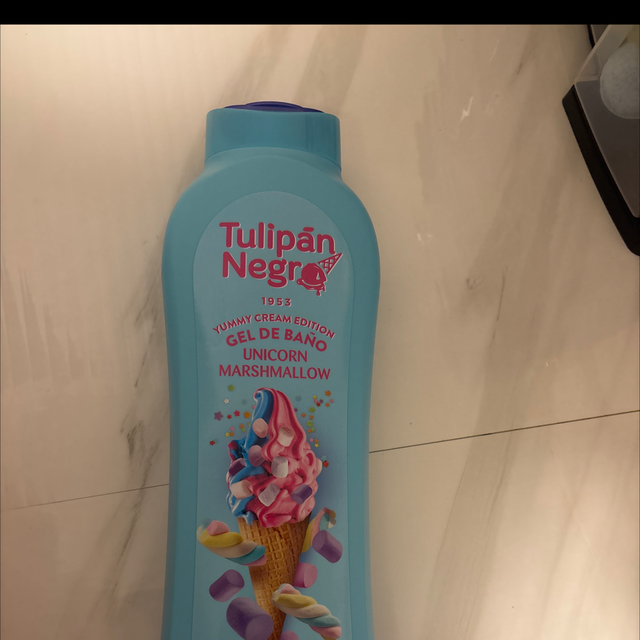 Tulipán
Negro
1953
YUMMY CREAM EDITION
GEL DE BAÑO
UNICORN
MARSHMALLOW